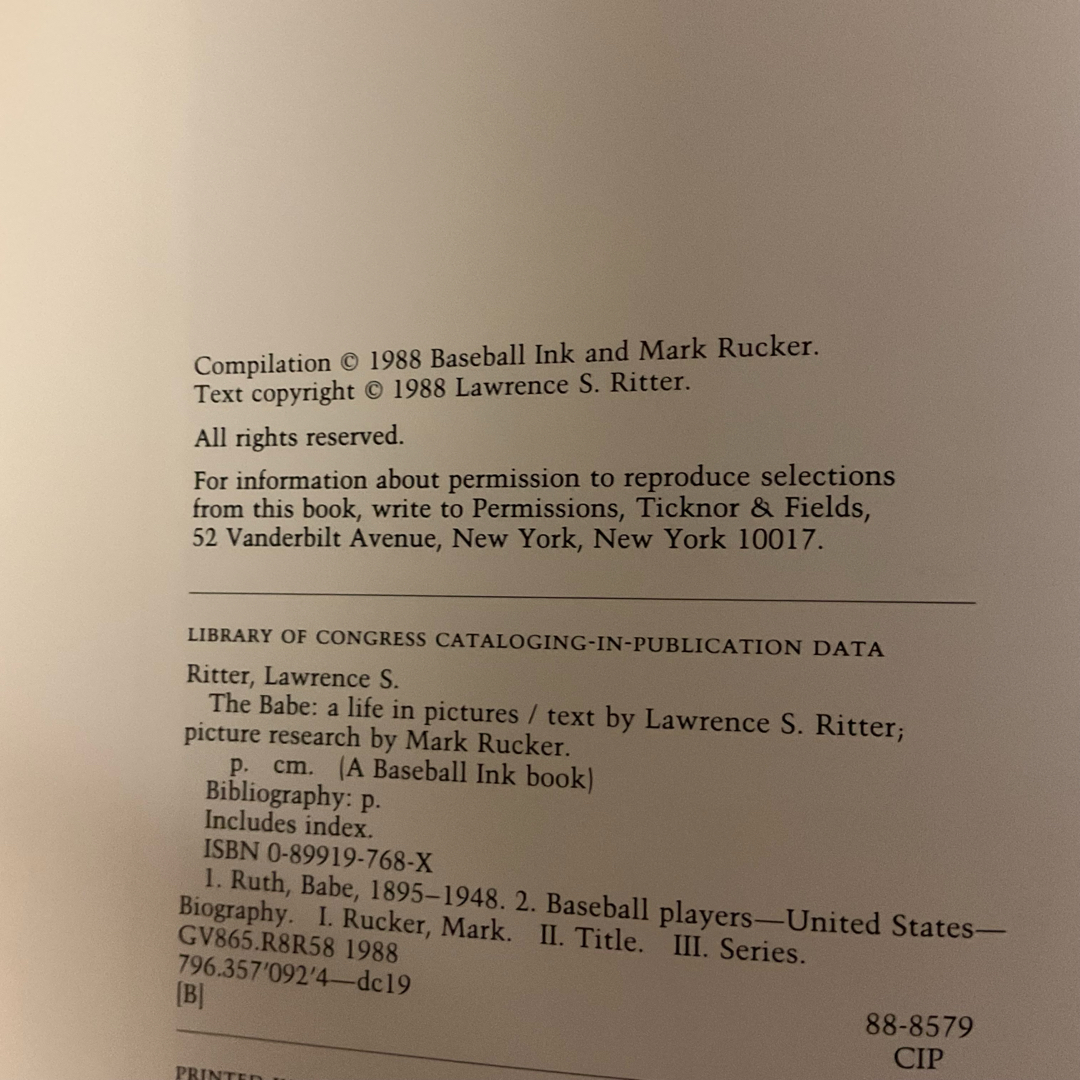 Compilation © 1988 Baseball Ink and Mark Rucker.
Text copyright © 1988 Lawrence S. Ritter.
All rights reserved.
For information about permission to reproduce selections
from this book, write to Permissions, Ticknor & Fields,
52 Vanderbilt Avenue, New York, New York 10017.
LIBRARY OF CONGRESS CATALOGING-IN-PUBLICATION DATA
Ritter, Lawrence S.
The Babe: a life in pictures / text by Lawrence S. Ritter;
picture research by Mark Rucker.
p. cm. (A Baseball Ink book)
Bibliography: p.
Includes index.
ISBN 0-89919-768-X
1. Ruth, Babe, 1895–1948. 2. Baseball players—United States—
Biography. I. Rucker, Mark. II. Title. III. Series.
GV865.R8R58 1988
796.357'092'4—dc19
[B]
88-8579
CIP
PRINTED